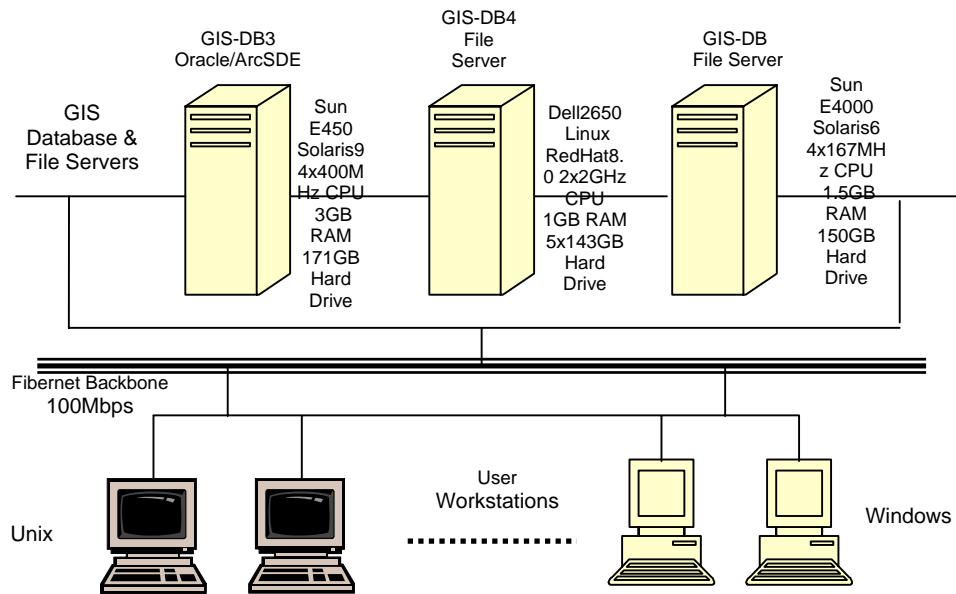 GIS-DB3
Oracle/ArcSDE
GIS-DB4
File
Server
GIS-DB
File Server
GIS
Database &
File Servers
Sun
E450
Solaris9
4x400M
Hz CPU
3GB
RAM
171GB
Hard
Drive
Dell2650
Linux
RedHat8.
0 2x2GHz
CPU
1GB RAM
5x143GB
Hard
Drive
Sun
E4000
Solaris6
4x167MH
z CPU
1.5GB
RAM
150GB
Hard
Drive
Fibernet Backbone
100Mbps
Unix
User
Workstations
Windows